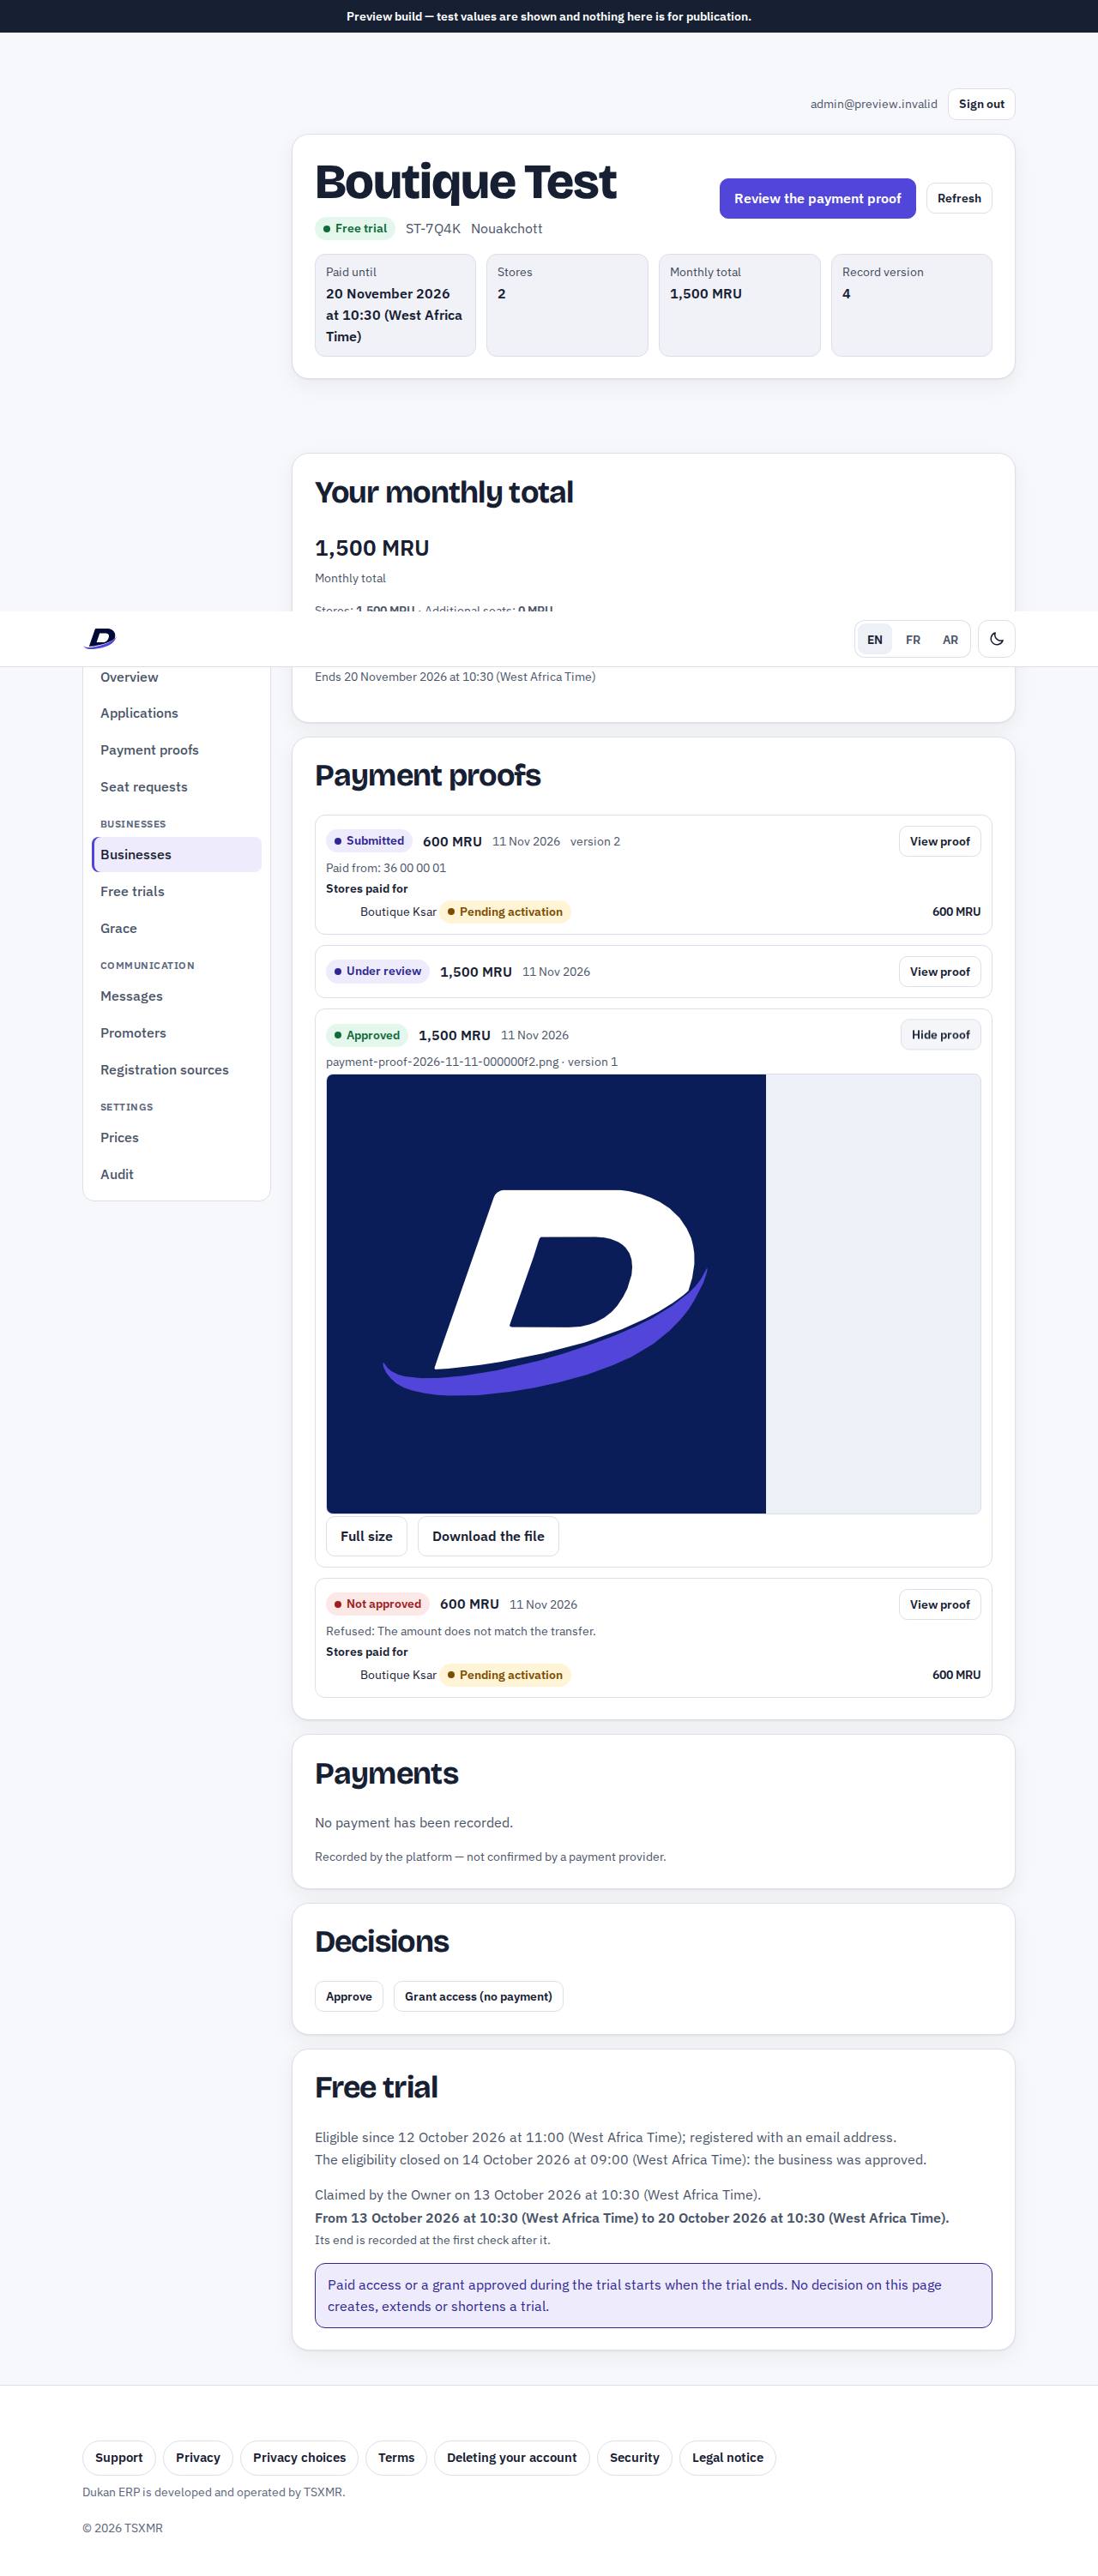 Preview build — test values are shown and nothing here is for publication.
admin@preview.invalid
Sign out
Boutique Test
Review the payment proof
Refresh
Free trial
ST-7Q4K
Nouakchott
Paid until
20 November 2026
at 10:30 (West Africa
Time)
Stores
2
Monthly total
1,500 MRU
Record version
4
Your monthly total
1,500 MRU
Monthly total
Stores: 1,500 MRU · Additional seats: 0 MRU
D
EN
FR
AR
Ends 20 November 2026 at 10:30 (West Africa Time)
Overview
Applications
Payment proofs
Seat requests
BUSINESSES
Businesses
Free trials
Grace
COMMUNICATION
Messages
Promoters
Registration sources
SETTINGS
Prices
Audit
Payment proofs
Submitted 600 MRU 11 Nov 2026 version 2
View proof
Paid from: 36 00 00 01
Stores paid for
Boutique Ksar Pending activation 600 MRU
Under review 1,500 MRU 11 Nov 2026
View proof
Approved 1,500 MRU 11 Nov 2026
Hide proof
payment-proof-2026-11-11-000000f2.png · version 1
D
Full size
Download the file
Not approved 600 MRU 11 Nov 2026
View proof
Refused: The amount does not match the transfer.
Stores paid for
Boutique Ksar Pending activation 600 MRU
Payments
No payment has been recorded.
Recorded by the platform — not confirmed by a payment provider.
Decisions
Approve
Grant access (no payment)
Free trial
Eligible since 12 October 2026 at 11:00 (West Africa Time); registered with an email address.
The eligibility closed on 14 October 2026 at 09:00 (West Africa Time): the business was approved.
Claimed by the Owner on 13 October 2026 at 10:30 (West Africa Time).
From 13 October 2026 at 10:30 (West Africa Time) to 20 October 2026 at 10:30 (West Africa Time).
Its end is recorded at the first check after it.
Paid access or a grant approved during the trial starts when the trial ends. No decision on this page
creates, extends or shortens a trial.
Support
Privacy
Privacy choices
Terms
Deleting your account
Security
Legal notice
Dukan ERP is developed and operated by TSXMR.
© 2026 TSXMR